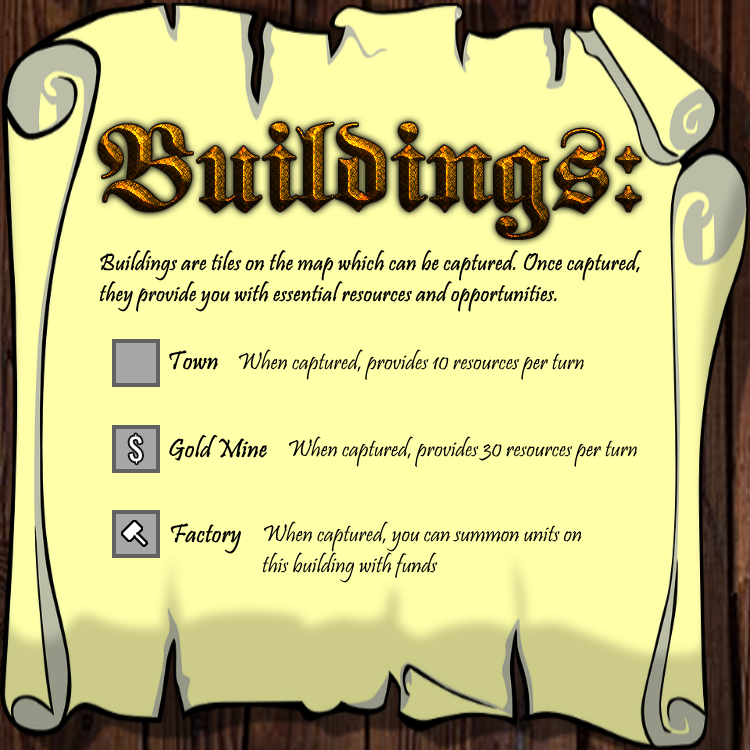 Buildings:
Buildings are tiles on the map which can be captured. Once captured,
they provide you with essential resources and opportunities.
Town When captured, provides 10 resources per turn
$ Gold Mine When captured, provides 30 resources per turn
Factory When captured, you can summon units on
this building with funds